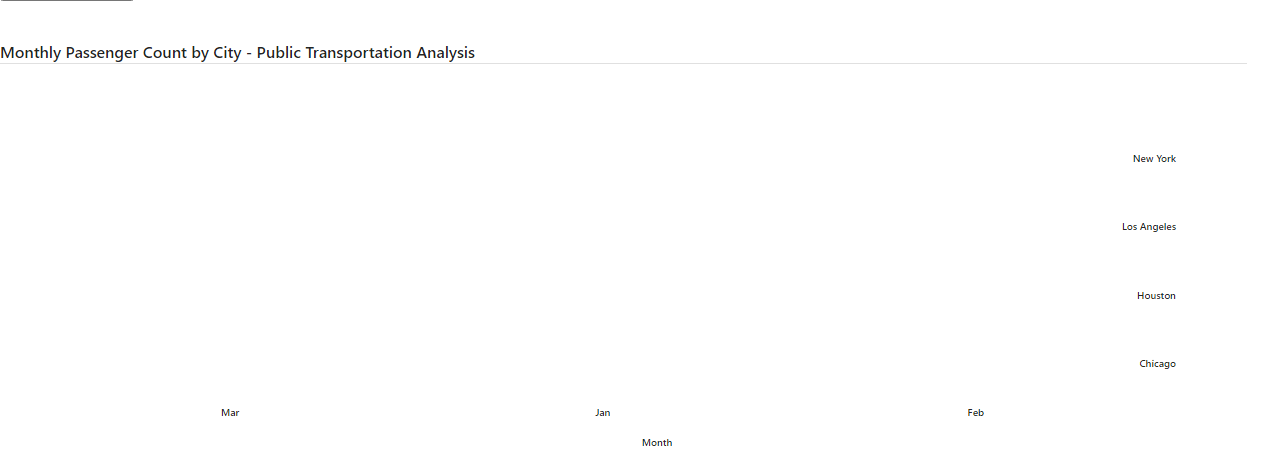 Monthly Passenger Count by City - Public Transportation Analysis
New York
Los Angeles
Houston
Chicago
Mar Jan Feb
Month